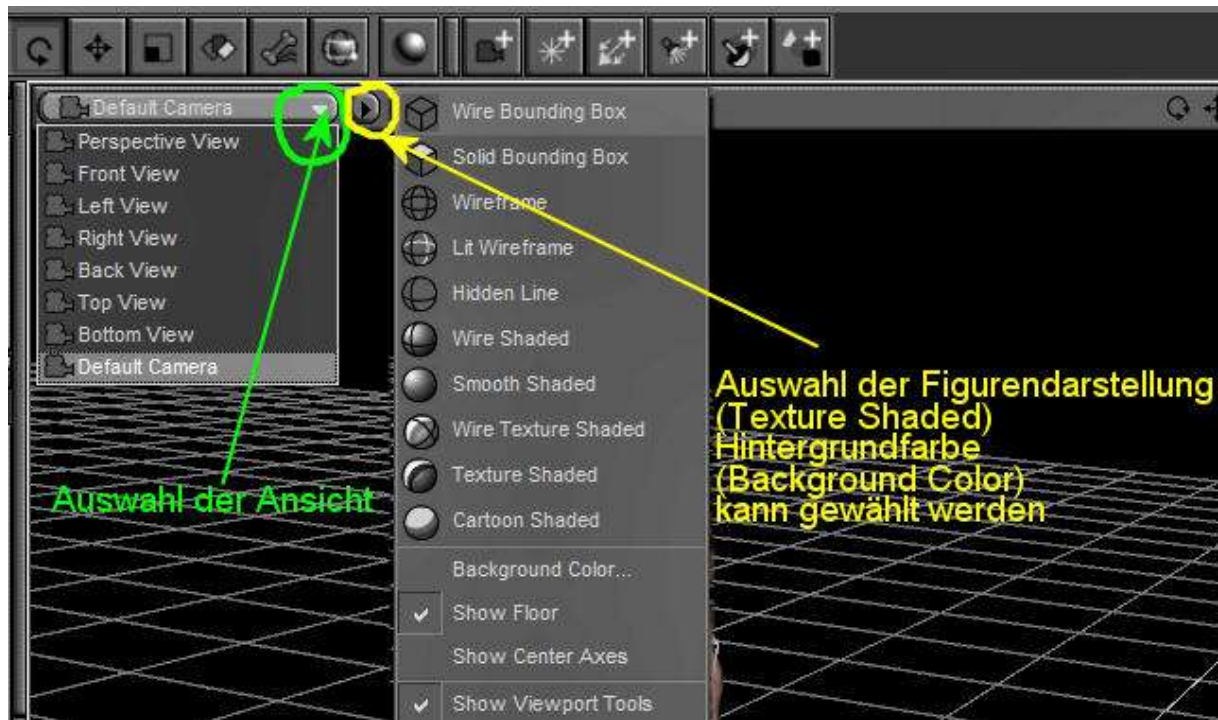 Default Camera
Perspective View
Front View
Left View
Right View
Back View
Top View
Bottom View
Default Camera
Auswahl der Ansicht
Wire Bounding Box
Solid Bounding Box
Wireframe
Lit Wireframe
Hidden Line
Wire Shaded
Smooth Shaded
Wire Texture Shaded
Texture Shaded
Cartoon Shaded
Background Color...
Show Floor
Show Center Axes
Show Viewport Tools
Auswahl der Figurendarstellung
(Texture Shaded)
Hintergrundfarbe
(Background Color)
kann gewählt werden